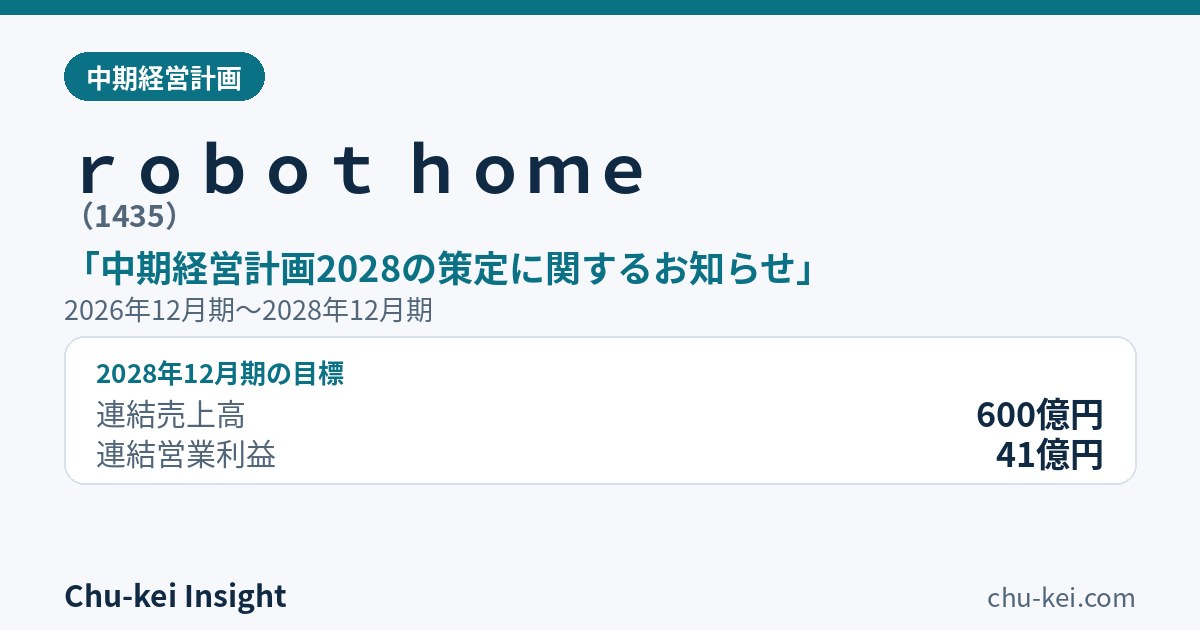 中期経営計画
ｒｏｂｏｔ ｈｏｍｅ
（1435）
「中期経営計画2028の策定に関するお知らせ」
2026年12月期〜2028年12月期
2028年12月期の目標
連結売上高 600億円
連結営業利益 41億円
Chu-kei Insight chu-kei.com